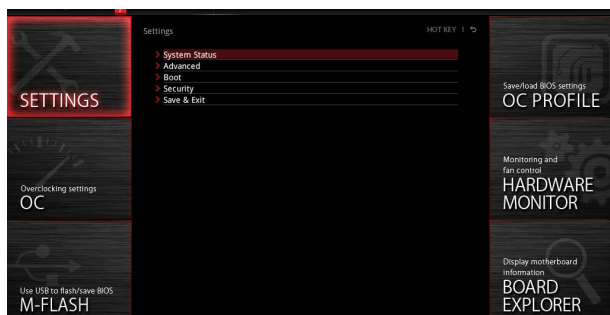 Settings
HOT KEY |
System Status
Advanced
Boot
Security
Save & Exit
SETTINGS
Overclocking settings
OC
Use USB to flash/save BIOS
M-FLASH
Save/load BIOS settings
OC PROFILE
Monitoring and
fan control
HARDWARE
MONITOR
Display motherboard
information
BOARD
EXPLORER